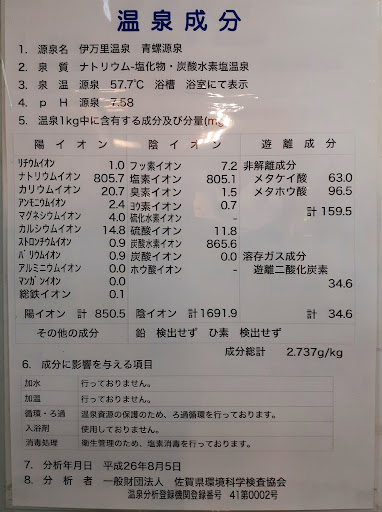 温泉成分
1. 源泉名 伊万里温泉 青螺源泉
2. 泉 質 ナトリウム-塩化物・炭酸水素塩温泉
3. 泉 温 源泉 57.7℃ 浴槽 浴室にて表示
4. pH 源泉 7.58
5. 温泉1kg中に含有する成分及び分量(mg)
陽イオン 陰イオン 遊離成分
リチウムイオン 1.0 フッ素イオン 7.2 非解離成分
ナトリウムイオン 805.7 塩素イオン 805.1 メタケイ酸 63.0
カリウムイオン 20.7 臭素イオン 1.5 メタホウ酸 96.5
アンモニウムイオン 2.4 ヨウ素イオン 0.7 計 159.5
マグネシウムイオン 4.0 硫化水素イオン -
カルシウムイオン 14.8 硫酸イオン 11.8
ストロンチウムイオン 0.9 炭酸水素イオン 865.6 溶存ガス成分
バリウムイオン 0.9 炭酸イオン 0.0 遊離二酸化炭素
アルミニウムイオン 0.0 ホウ酸イオン - 34.6
マンガンイオン 0.0
総鉄イオン 0.1
陽イオン 計 850.5 陰イオン 計 1691.9 計 34.6
その他の成分 鉛 検出せず ひ素 検出せず
成分総計 2.737g/kg
6. 成分に影響を与える項目
加水 行っておりません。
加温 行っておりません。
循環・ろ過 温泉資源の保護のため、ろ過循環を行っております。
入浴剤 使用しておりません。
消毒処理 衛生管理のため、塩素消毒を行っております。
7. 分析年月日 平成26年8月5日
8. 分析者 一般財団法人 佐賀県環境科学検査協会
温泉分析登録機関登録番号 41第0002号